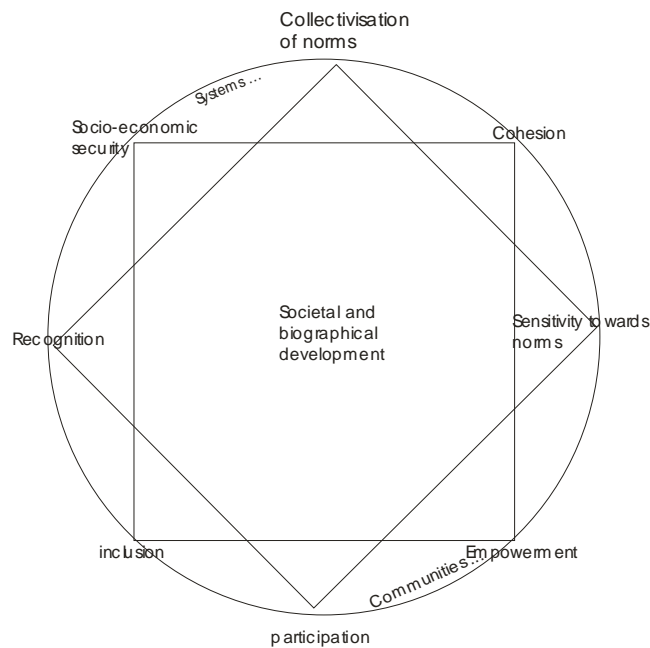 Collectivisation
of norms
Systems...
Socio-economic
security
Cohesion
Societal and
biographical
development
Sensitivity towards
norms
Recognition
inclusion
Empowerment
Communities...
participation